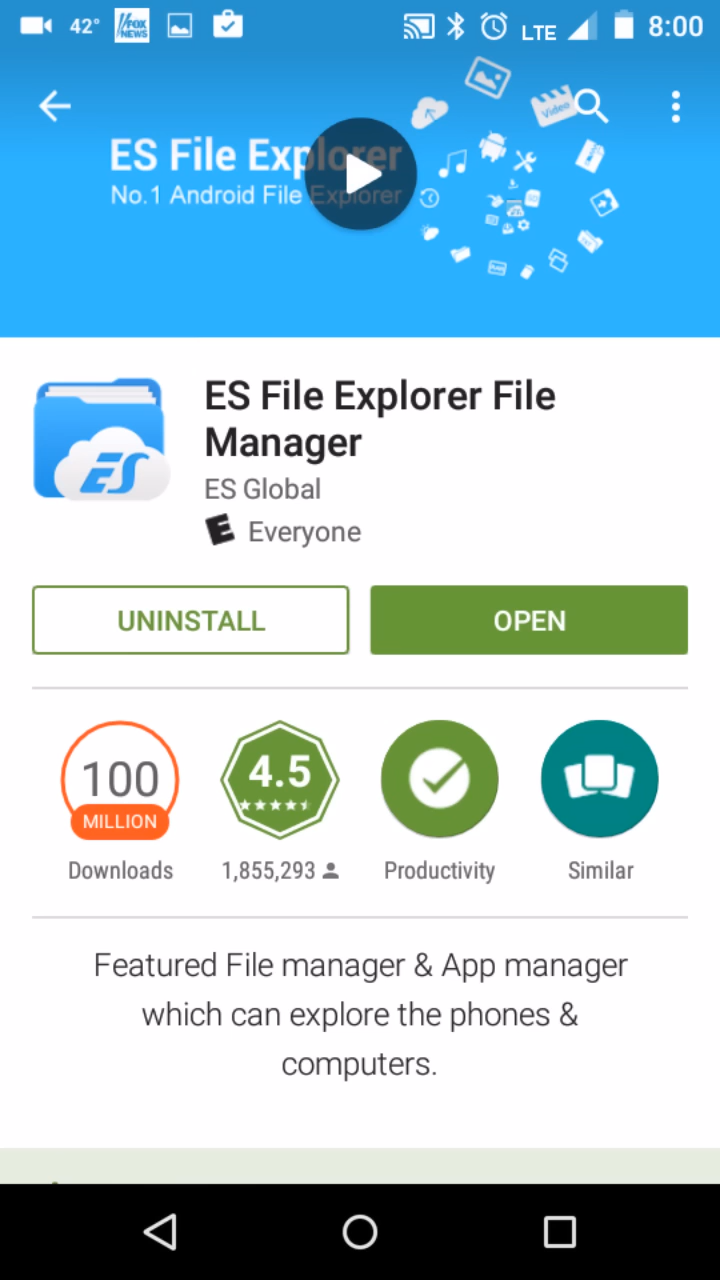 42° FOX NEWS LTE 8:00
Video
ES File Explorer
No.1 Android File Explorer
ES
ES File Explorer File
Manager
ES Global
E Everyone
UNINSTALL OPEN
100 4.5
MILLION
Downloads 1,855,293 Productivity Similar
Featured File manager & App manager
which can explore the phones &
computers.